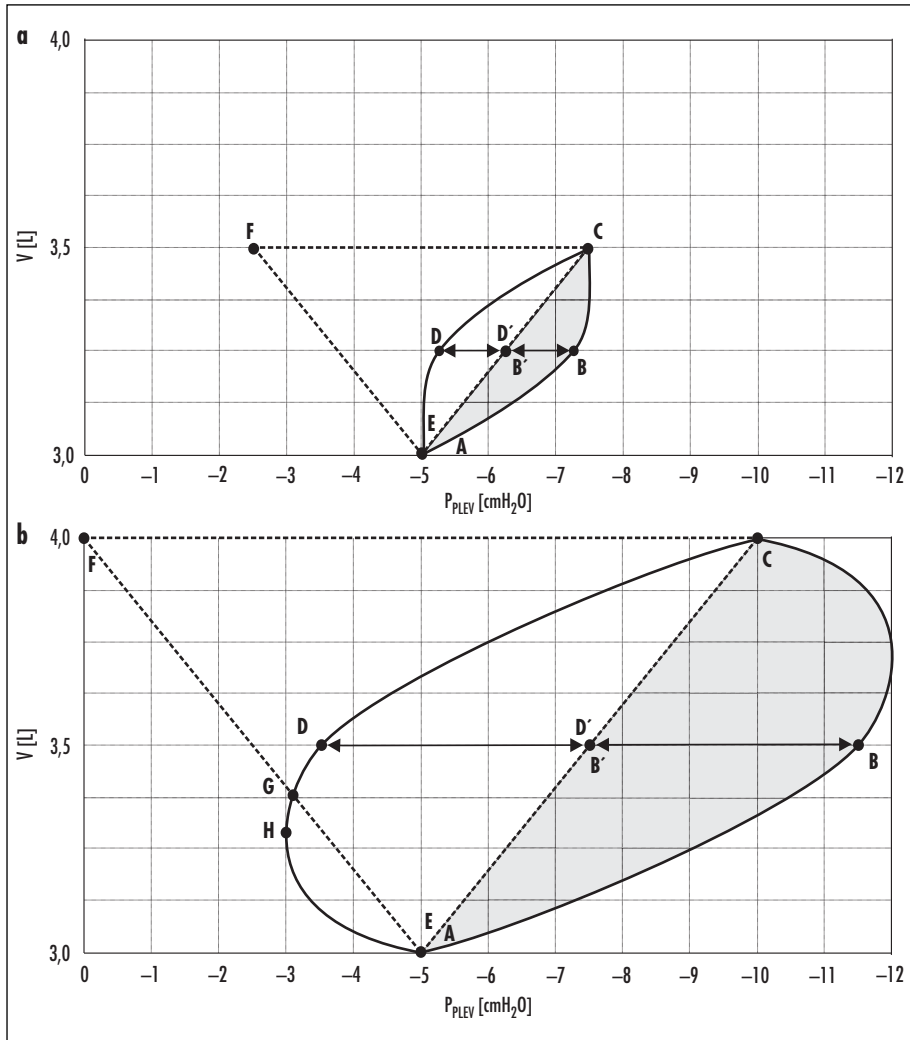 a
4,0
F
C
3,5
V [L]
D
D´
B´
B
E
A
3,0
0 –1 –2 –3 –4 –5 –6 –7 –8 –9 –10 –11 –12
PPLEV [cmH2O]
b
4,0
F
C
D
D´
3,5
B´
B
V [L]
G
H
E
A
3,0
0 –1 –2 –3 –4 –5 –6 –7 –8 –9 –10 –11 –12
PPLEV [cmH2O]